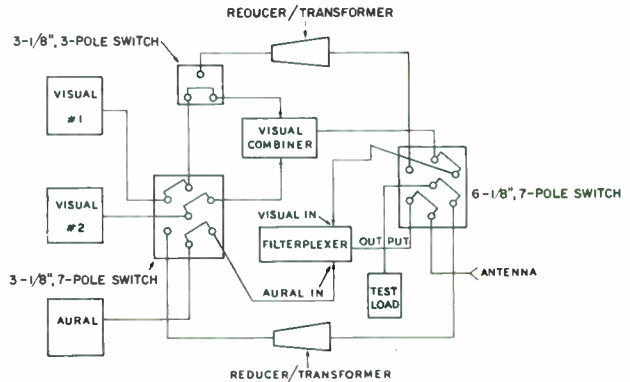 REDUCER/TRANSFORMER
3-1/8", 3-POLE SWITCH
VISUAL
#1
VISUAL
COMBINER
6-1/8", 7-POLE SWITCH
VISUAL
#2
VISUAL IN
FILTERPLEXER
OUTPUT
3-1/8", 7-POLE SWITCH
AURAL IN
TEST
LOAD
ANTENNA
AURAL
REDUCER/TRANSFORMER